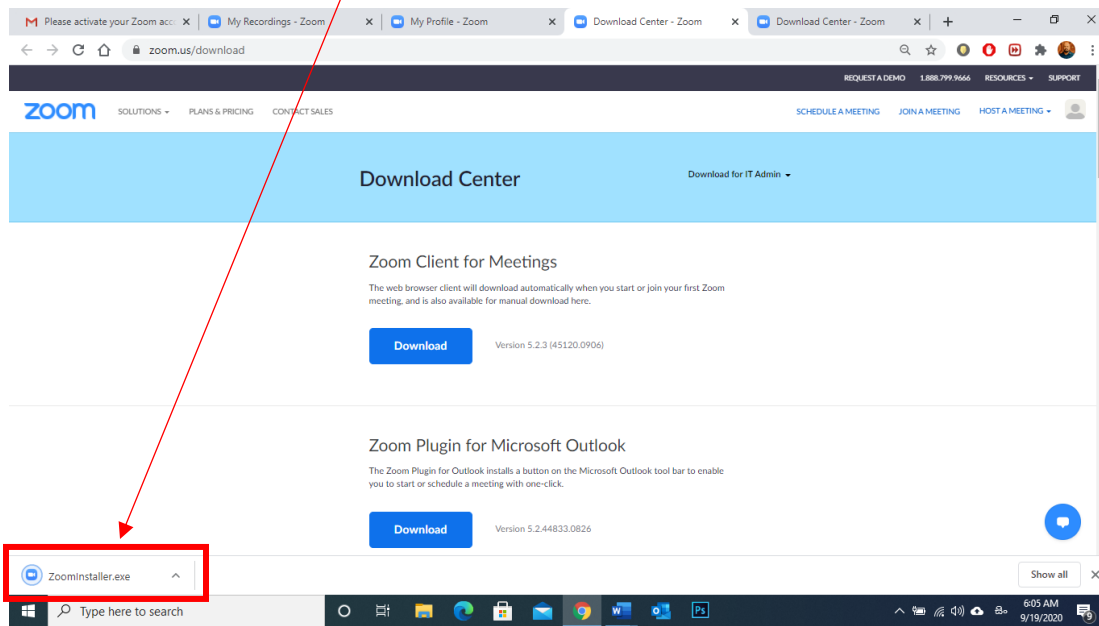 Please activate your Zoom acc
My Recordings - Zoom
My Profile - Zoom
Download Center - Zoom
Download Center - Zoom
zoom.us/download
REQUEST A DEMO 1.888.799.9666 RESOURCES SUPPORT
zoom SOLUTIONS PLANS & PRICING CONTACT SALES SCHEDULE A MEETING JOIN A MEETING HOST A MEETING
Download Center
Download for IT Admin
Zoom Client for Meetings
The web browser client will download automatically when you start or join your first Zoom
meeting, and is also available for manual download here.
Download
Version 5.2.3 (45120.0906)
Zoom Plugin for Microsoft Outlook
The Zoom Plugin for Outlook installs a button on the Microsoft Outlook tool bar to enable
you to start or schedule a meeting with one-click.
Download
Version 5.2.44833.0826
ZoomInstaller.exe
Show all
Type here to search
Ps
6:05 AM
9/19/2020
9